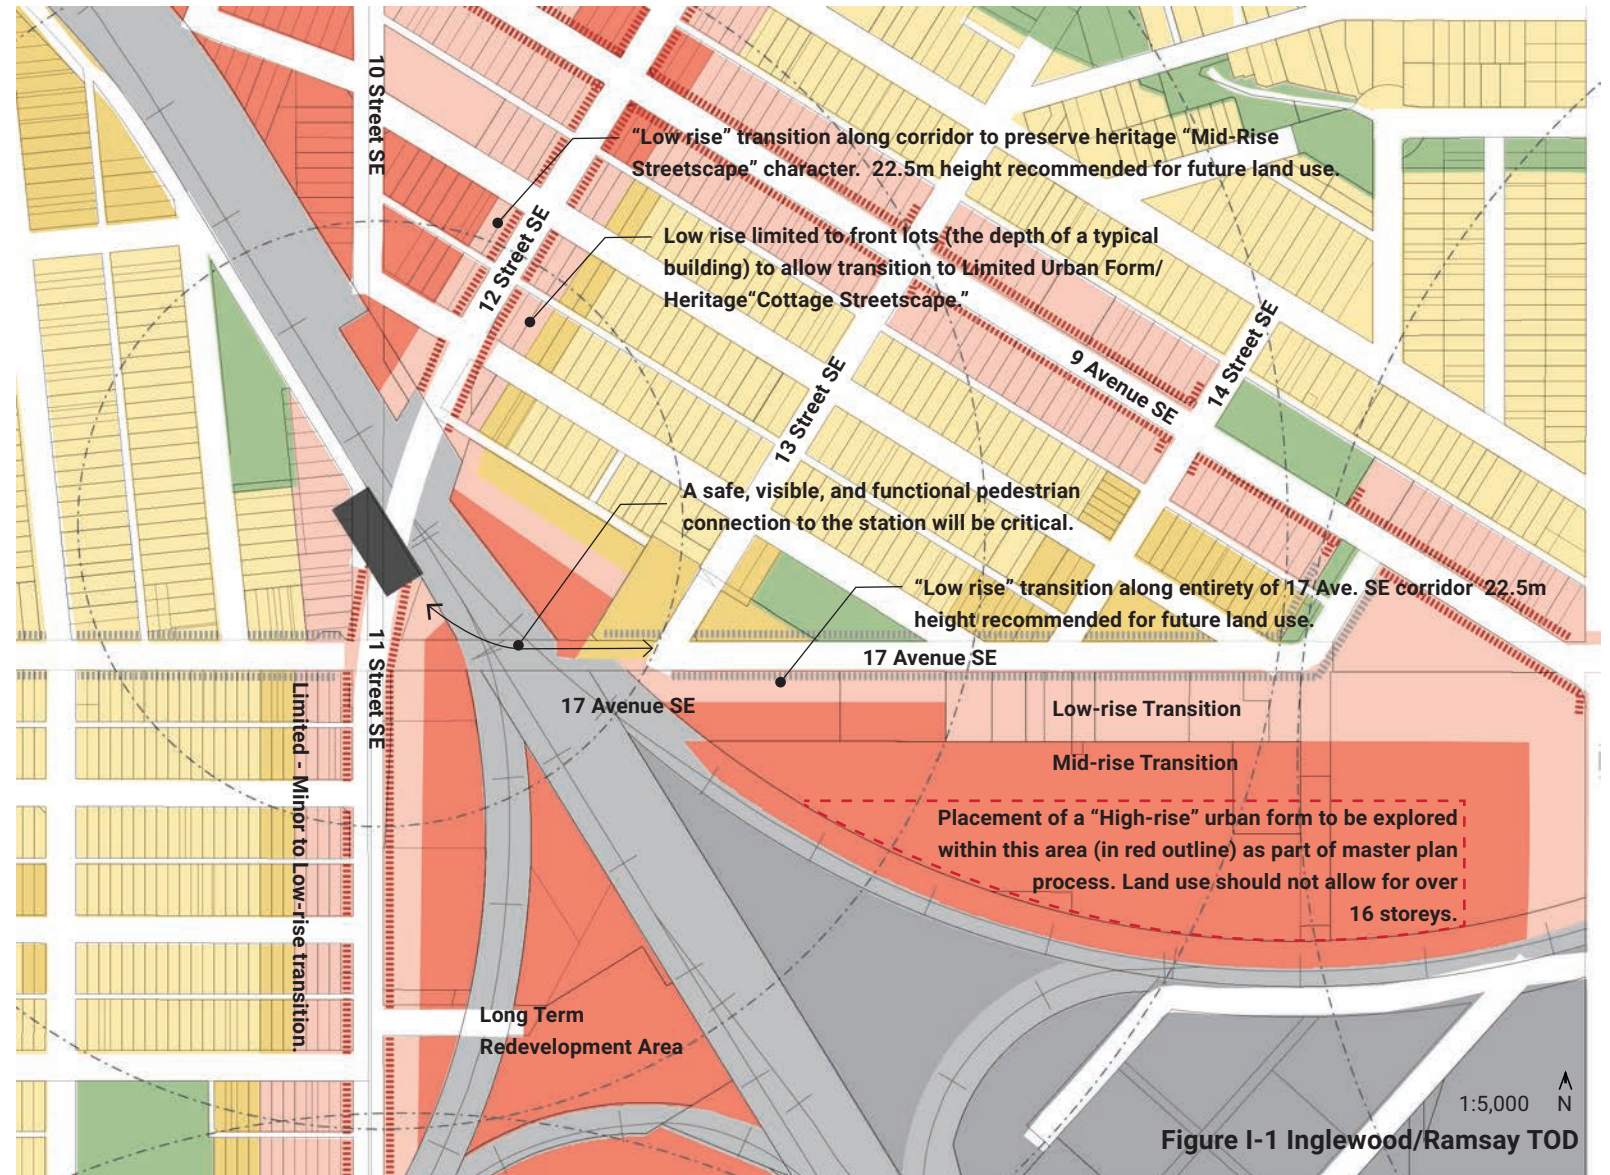 10 Street SE
“Low rise” transition along corridor to preserve heritage “Mid-Rise
Streetscape” character. 22.5m height recommended for future land use.
12 Street SE
Low rise limited to front lots (the depth of a typical
building) to allow transition to Limited Urban Form/
Heritage“Cottage Streetscape.”
13 Street SE
9 Avenue SE
14 Street SE
A safe, visible, and functional pedestrian
connection to the station will be critical.
“Low rise” transition along entirety of 17 Ave. SE corridor 22.5m
height recommended for future land use.
17 Avenue SE
11 Street SE
17 Avenue SE
Limited - Minor to Low-rise transition.
Low-rise Transition
Mid-rise Transition
Placement of a “High-rise” urban form to be explored
within this area (in red outline) as part of master plan
process. Land use should not allow for over
16 storeys.
Long Term
Redevelopment Area
1:5,000
N
Figure I-1 Inglewood/Ramsay TOD